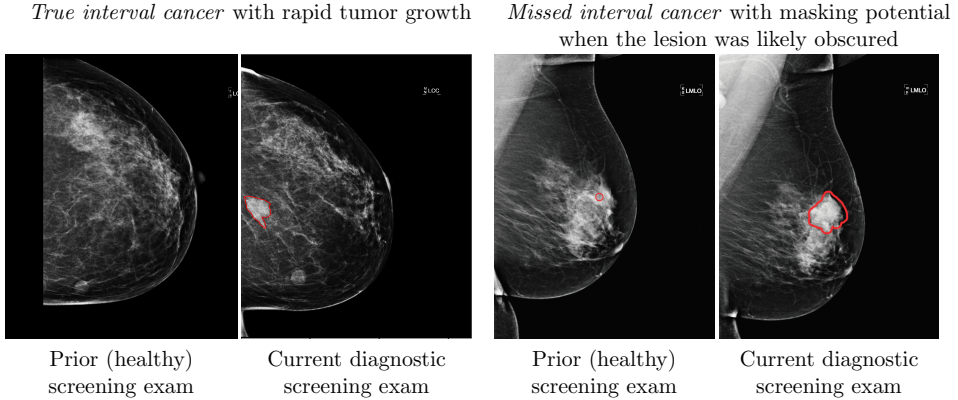 True interval cancer with rapid tumor growth
Missed interval cancer with masking potential
when the lesion was likely obscured
LCC
LMLO
LMLO
Prior (healthy)
screening exam
Current diagnostic
screening exam
Prior (healthy)
screening exam
Current diagnostic
screening exam